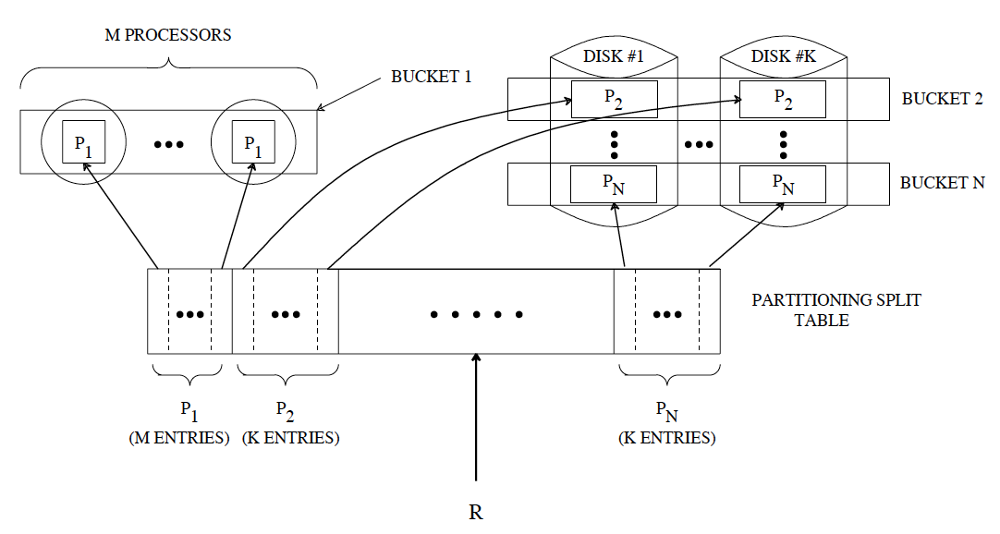 M PROCESSORS
BUCKET 1
DISK #1
DISK #K
P2
P2
BUCKET 2
P1
P1
PN
PN
BUCKET N
PARTITIONING SPLIT
TABLE
P1
(M ENTRIES)
P2
(K ENTRIES)
PN
(K ENTRIES)
R